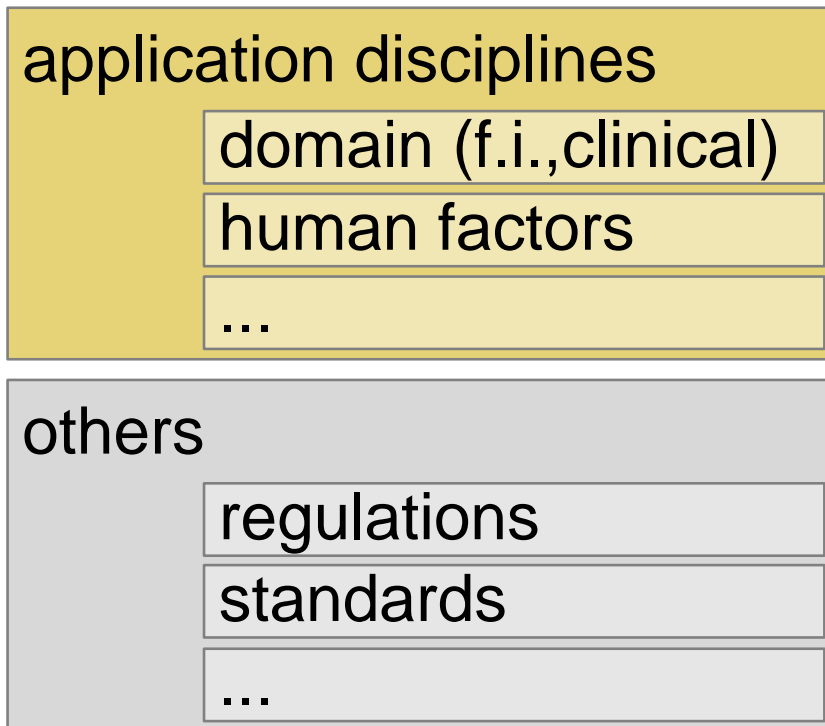 application disciplines
domain (f.i.,clinical)
human factors
...
others
regulations
standards
...